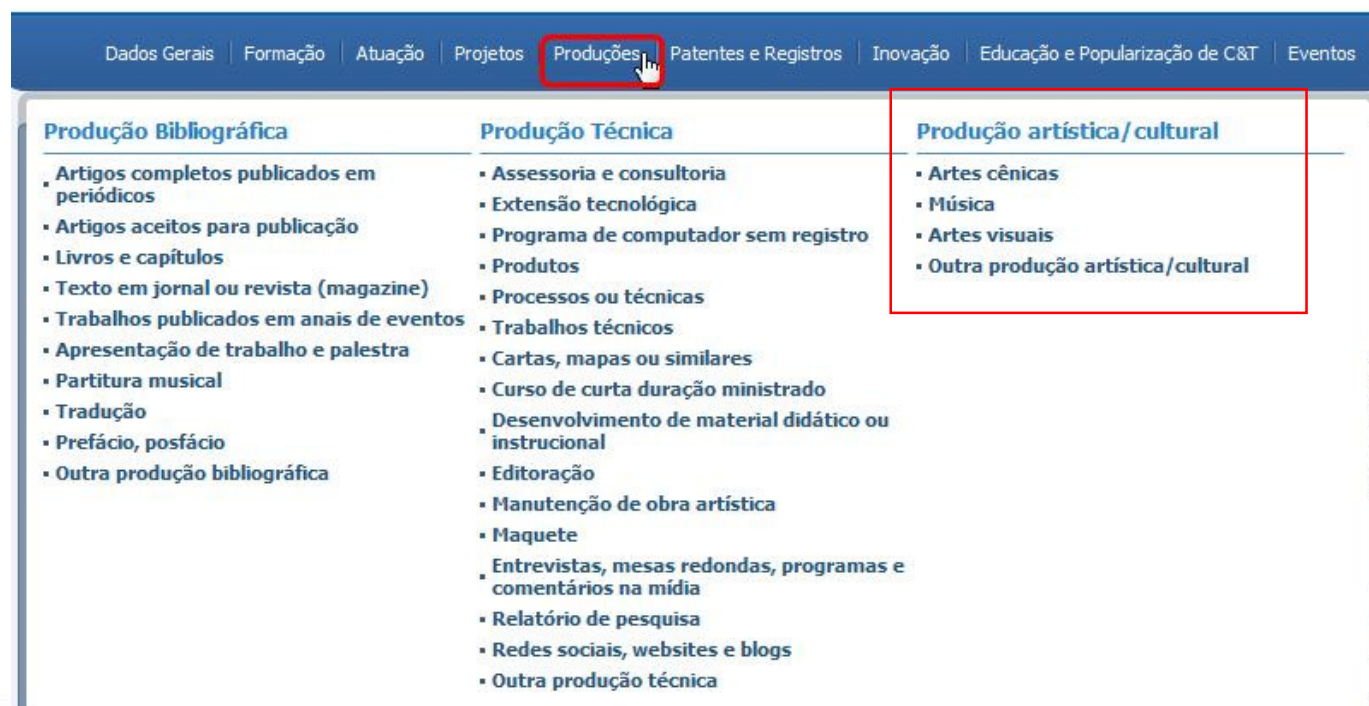 Dados Gerais | Formação | Atuação | Projetos | Produções | Patentes e Registros | Inovação | Educação e Popularização de C&T | Eventos
Produção Bibliográfica
Artigos completos publicados em
periódicos
Artigos aceitos para publicação
Livros e capítulos
Texto em jornal ou revista (magazine)
Trabalhos publicados em anais de eventos
Apresentação de trabalho e palestra
Partitura musical
Tradução
Prefácio, posfácio
Outra produção bibliográfica
Produção Técnica
Assessoria e consultoria
Extensão tecnológica
Programa de computador sem registro
Produtos
Processos ou técnicas
Trabalhos técnicos
Cartas, mapas ou similares
Curso de curta duração ministrado
Desenvolvimento de material didático ou
instrucional
Editoração
Manutenção de obra artística
Maquete
Entrevistas, mesas redondas, programas e
comentários na mídia
Relatório de pesquisa
Redes sociais, websites e blogs
Outra produção técnica
Produção artística/cultural
Artes cênicas
Música
Artes visuais
Outra produção artística/cultural